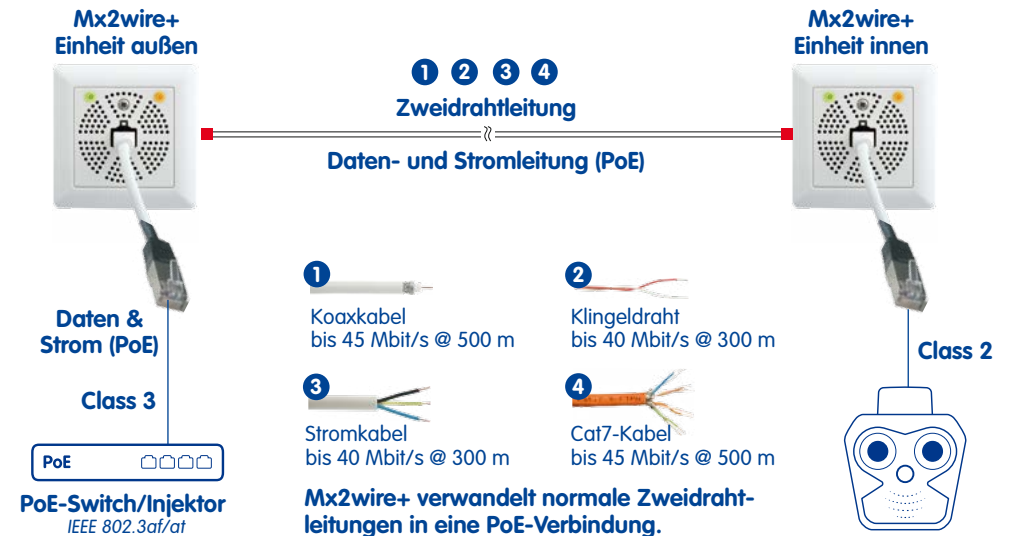 Mx2wire+
Einheit außen
Mx2wire+
Einheit innen
1 2 3 4
Zweidrahtleitung
Daten- und Stromleitung (PoE)
Daten &
Strom (PoE)
Class 3
PoE
PoE-Switch/Injektor
IEEE 802.3af/at
1
Koaxkabel
bis 45 Mbit/s @ 500 m
2
Klingeldraht
bis 40 Mbit/s @ 300 m
3
Stromkabel
bis 40 Mbit/s @ 300 m
4
Cat7-Kabel
bis 45 Mbit/s @ 500 m
Mx2wire+ verwandelt normale Zweidraht-
leitungen in eine PoE-Verbindung.
Class 2